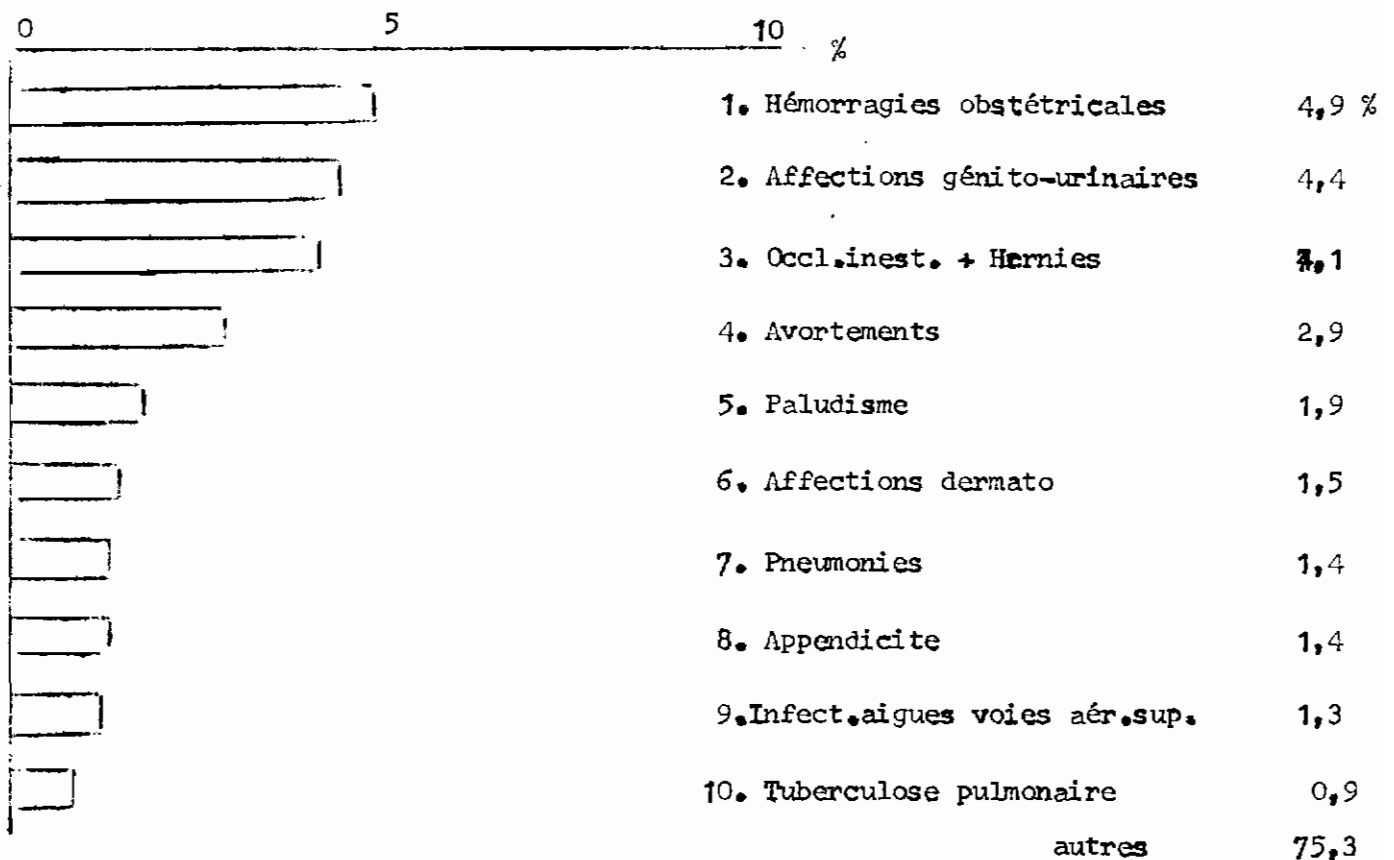 0 5 10
%
1. Hémorragies obstétricales 4,9 %
2. Affections génito-urinaires 4,4
3. Occl.inest. + Hernies 4,1
4. Avortements 2,9
5. Paludisme 1,9
6. Affections dermato 1,5
7. Pneumonies 1,4
8. Appendicite 1,4
9.Infect.aigues voies aér.sup. 1,3
10. Tuberculose pulmonaire 0,9
autres 75,3